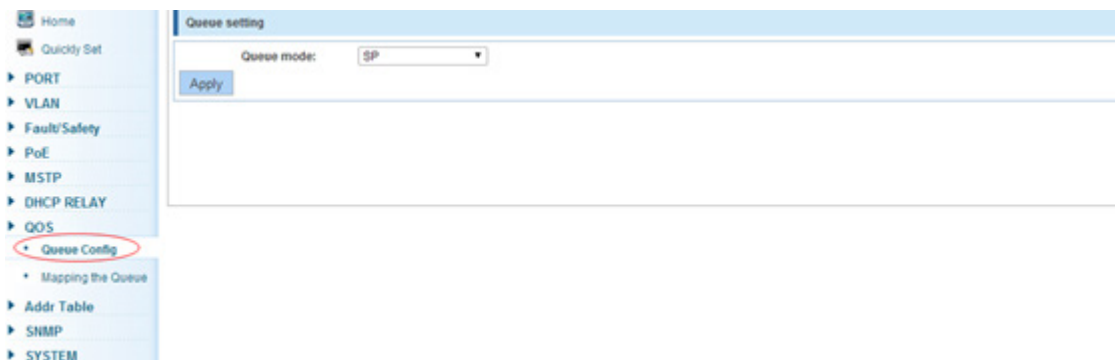 Home
Quickly Set
PORT
VLAN
Fault/Safety
PoE
MSTP
DHCP RELAY
QOS
Queue Config
Mapping the Queue
Addr Table
SNMP
SYSTEM
Queue setting
Queue mode: SP
Apply